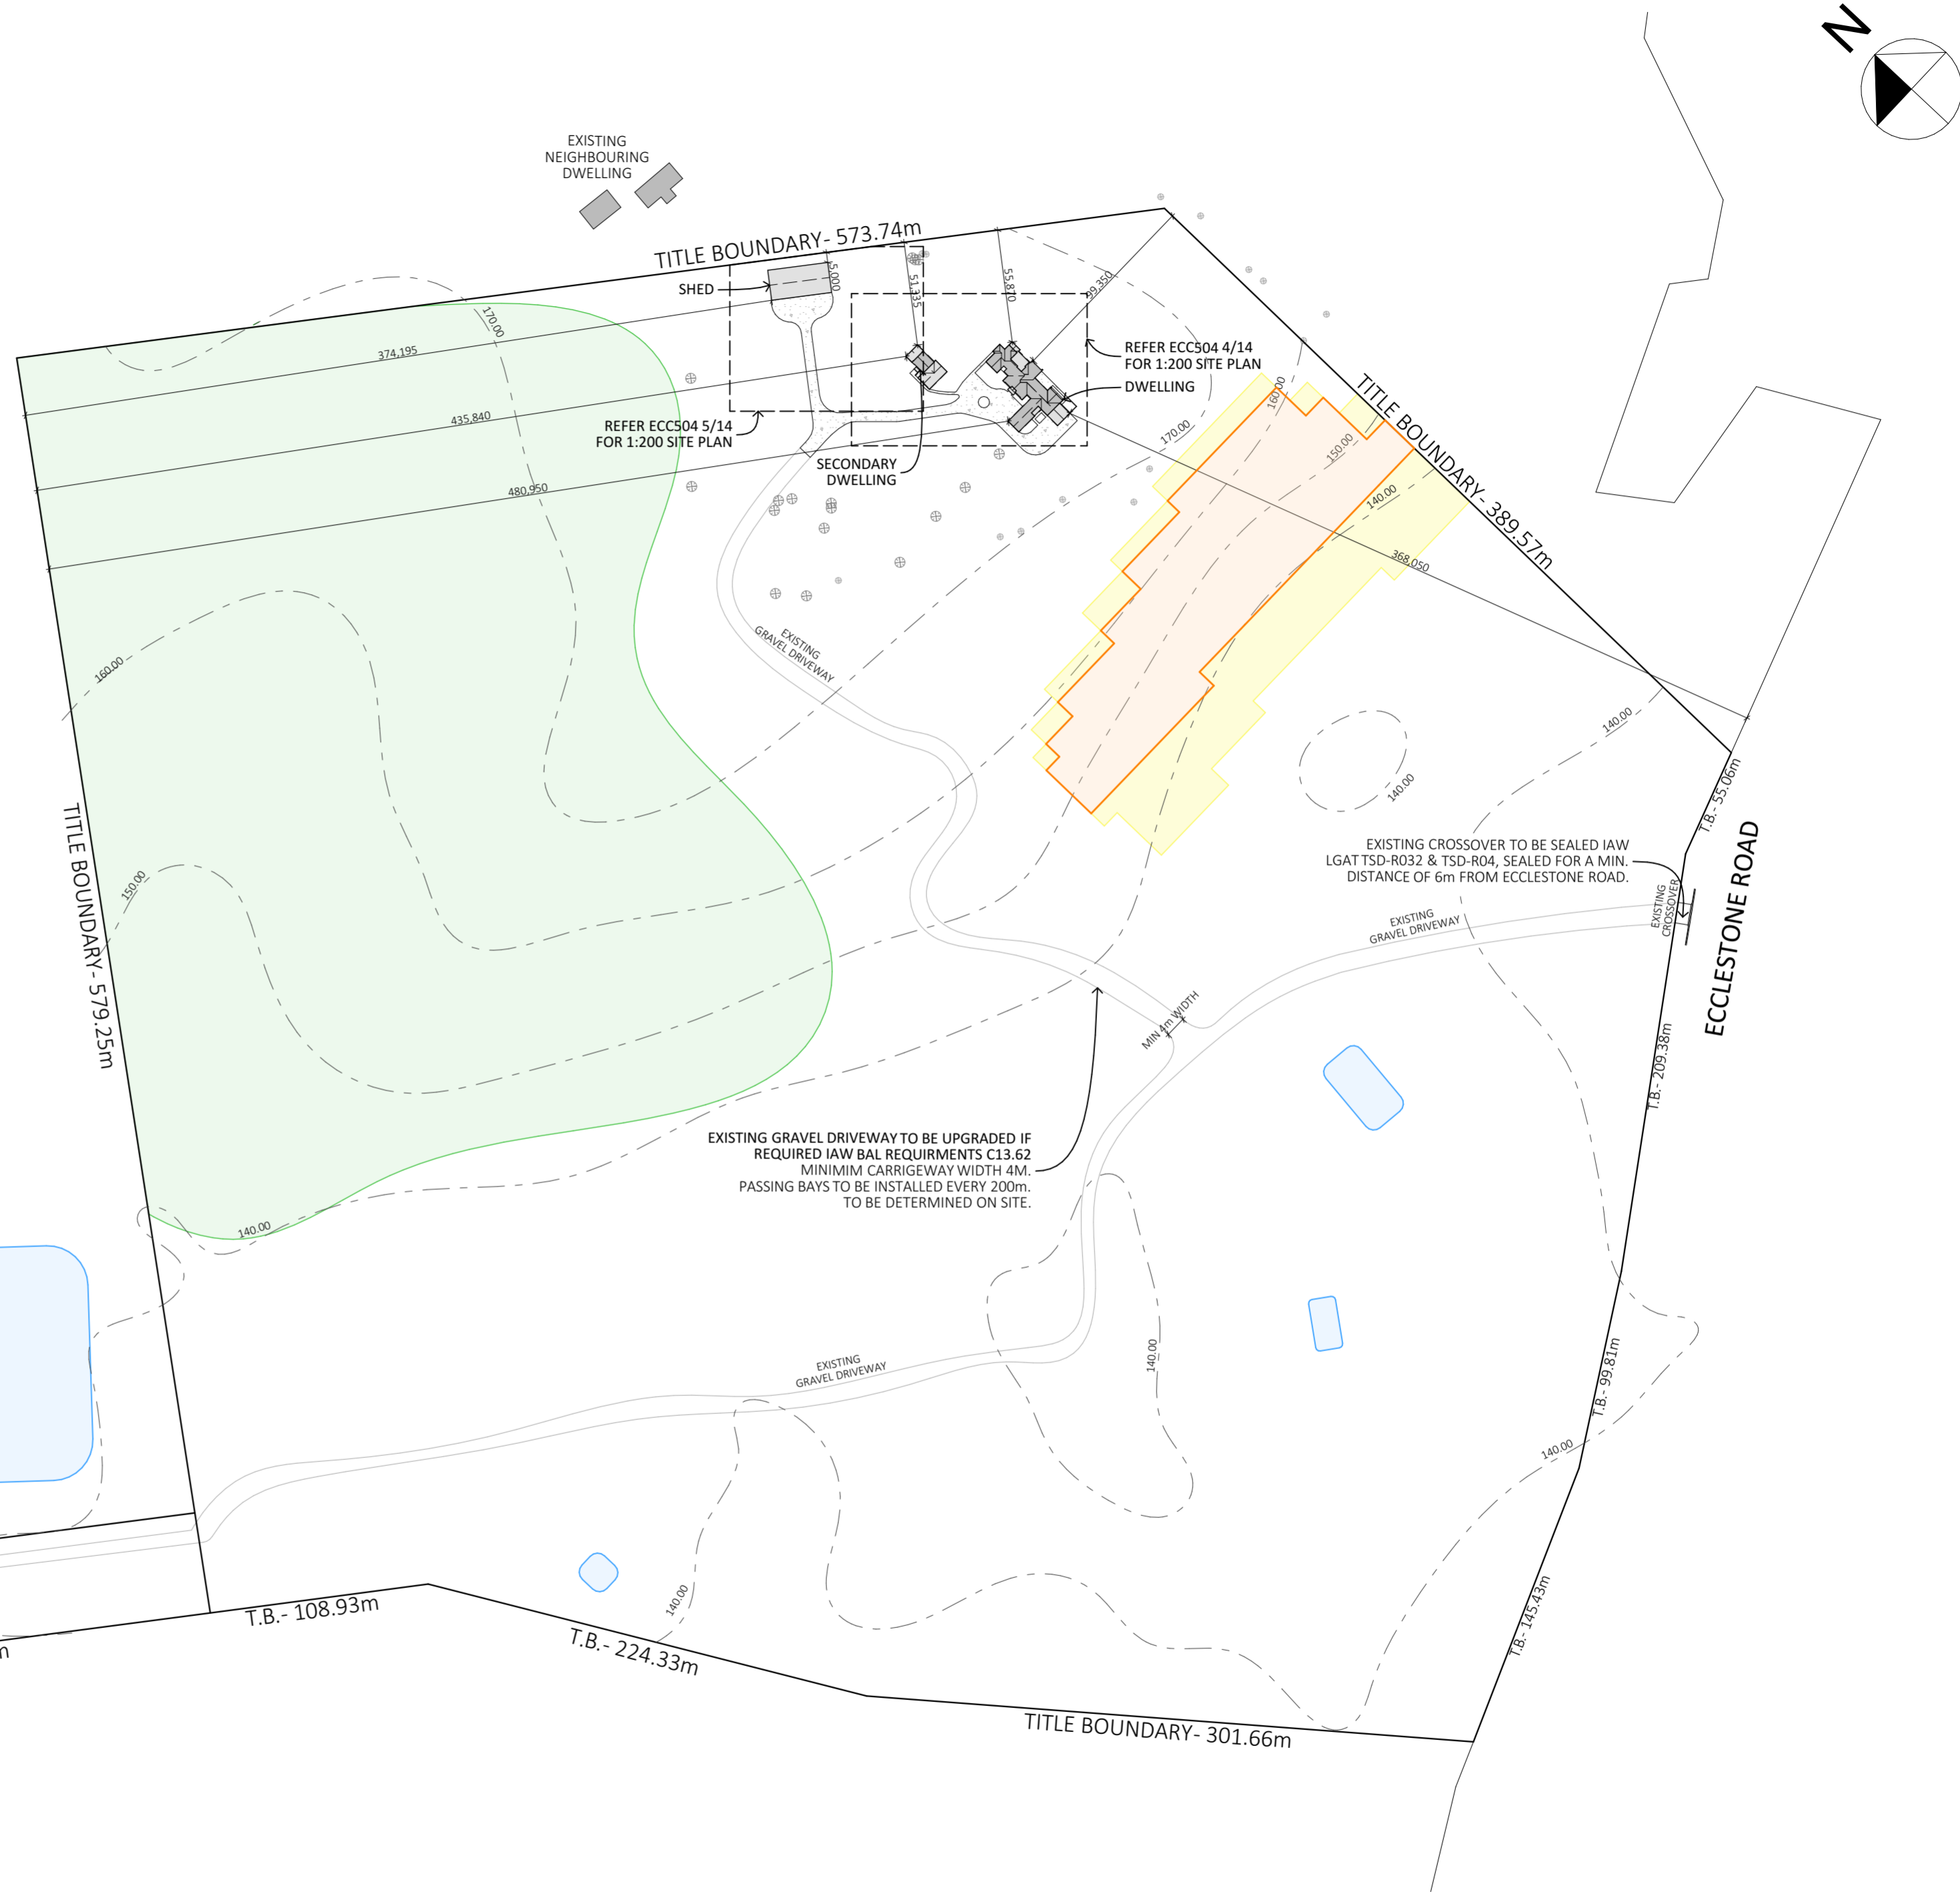 N
EXISTING
NEIGHBOURING
DWELLING
TITLE BOUNDARY- 573.74m
SHED
5,000
51,335
55,870
99,350
170.00
374,195
435,840
480,950
REFER ECC504 4/14
FOR 1:200 SITE PLAN
DWELLING
REFER ECC504 5/14
FOR 1:200 SITE PLAN
SECONDARY
DWELLING
170.00
160.00
150.00
140.00
TITLE BOUNDARY- 389.57m
368,050
EXISTING
GRAVEL DRIVEWAY
160.00
140.00
140.00
T.B.- 55.06m
TITLE BOUNDARY- 579.25m
150.00
EXISTING CROSSOVER TO BE SEALED IAW
LGAT TSD-R032 & TSD-R04, SEALED FOR A MIN.
DISTANCE OF 6m FROM ECCLESTONE ROAD.
EXISTING
CROSSOVER
ECCLESTONE ROAD
EXISTING
GRAVEL DRIVEWAY
MIN 4m WIDTH
T.B.- 209.38m
EXISTING GRAVEL DRIVEWAY TO BE UPGRADED IF
REQUIRED IAW BAL REQUIRMENTS C13.62
MINIMIM CARRIGEWAY WIDTH 4M.
PASSING BAYS TO BE INSTALLED EVERY 200m.
TO BE DETERMINED ON SITE.
140.00
EXISTING
GRAVEL DRIVEWAY
140.00
T.B.- 99.81m
140.00
140.00
T.B.- 108.93m
T.B.- 224.33m
T.B.- 145.43m
TITLE BOUNDARY- 301.66m
m